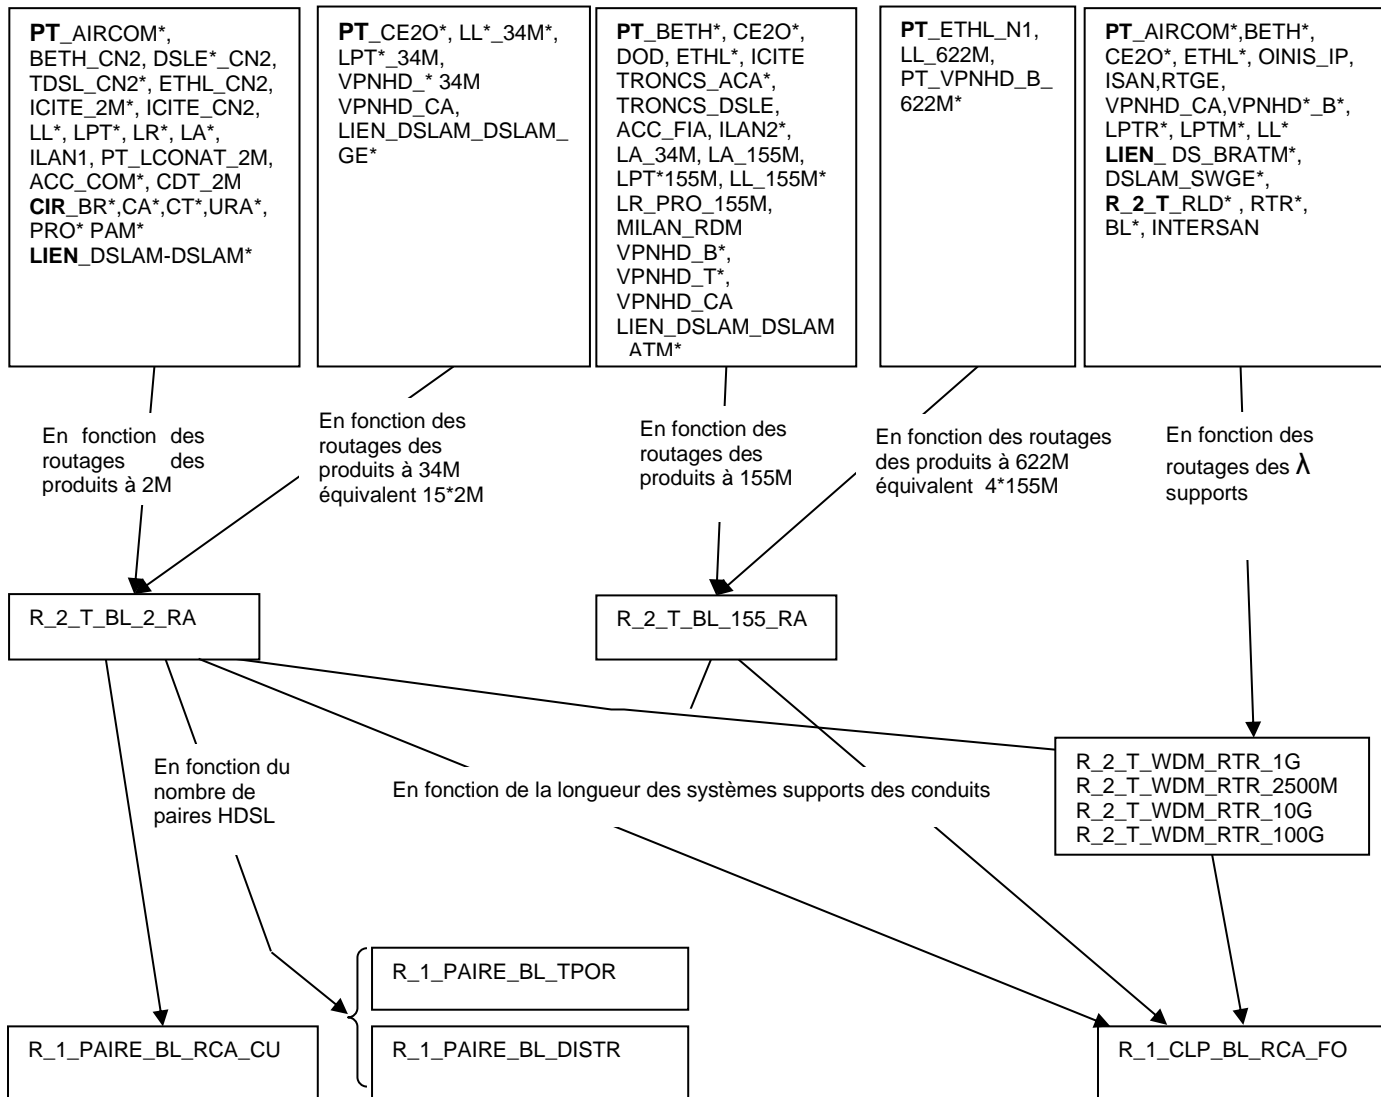 PT_AIRCOM*,
BETH_CN2, DSLE*_CN2,
TDSL_CN2*, ETHL_CN2,
ICITE_2M*, ICITE_CN2,
LL*, LPT*, LR*, LA*,
ILAN1, PT_LCONAT_2M,
ACC_COM*, CDT_2M
CIR_BR*,CA*,CT*,URA*,
PRO* PAM*
LIEN_DSLAM-DSLAM*
PT_CE2O*, LL*_34M*,
LPT*_34M,
VPNHD_* 34M
VPNHD_CA,
LIEN_DSLAM_DSLAM_
GE*
PT_BETH*, CE2O*,
DOD, ETHL*, ICITE
TRONCS_ACA*,
TRONCS_DSLE,
ACC_FIA, ILAN2*,
LA_34M, LA_155M,
LPT*155M, LL_155M*
LR_PRO_155M,
MILAN_RDM
VPNHD_B*,
VPNHD_T*,
VPNHD_CA
LIEN_DSLAM_DSLAM
_ATM*
PT_ETHL_N1,
LL_622M,
PT_VPNHD_B_
622M*
PT_AIRCOM*,BETH*,
CE2O*, ETHL*, OINIS_IP,
ISAN,RTGE,
VPNHD_CA,VPNHD*_B*,
LPTR*, LPTM*, LL*
LIEN_ DS_BRATM*,
DSLAM_SWGE*,
R_2_T_RLD* , RTR*,
BL*, INTERSAN
En fonction des
routages des
produits à 2M
En fonction des
routages des
produits à 34M
équivalent 15*2M
En fonction des
routages des
produits à 155M
En fonction des routages
des produits à 622M
équivalent 4*155M
En fonction des
routages des λ
supports
R_2_T_BL_2_RA
R_2_T_BL_155_RA
R_2_T_WDM_RTR_1G
R_2_T_WDM_RTR_2500M
R_2_T_WDM_RTR_10G
R_2_T_WDM_RTR_100G
En fonction du
nombre de
paires HDSL
En fonction de la longueur des systèmes supports des conduits
R_1_PAIRE_BL_TPOR
R_1_PAIRE_BL_RCA_CU
R_1_PAIRE_BL_DISTR
R_1_CLP_BL_RCA_FO